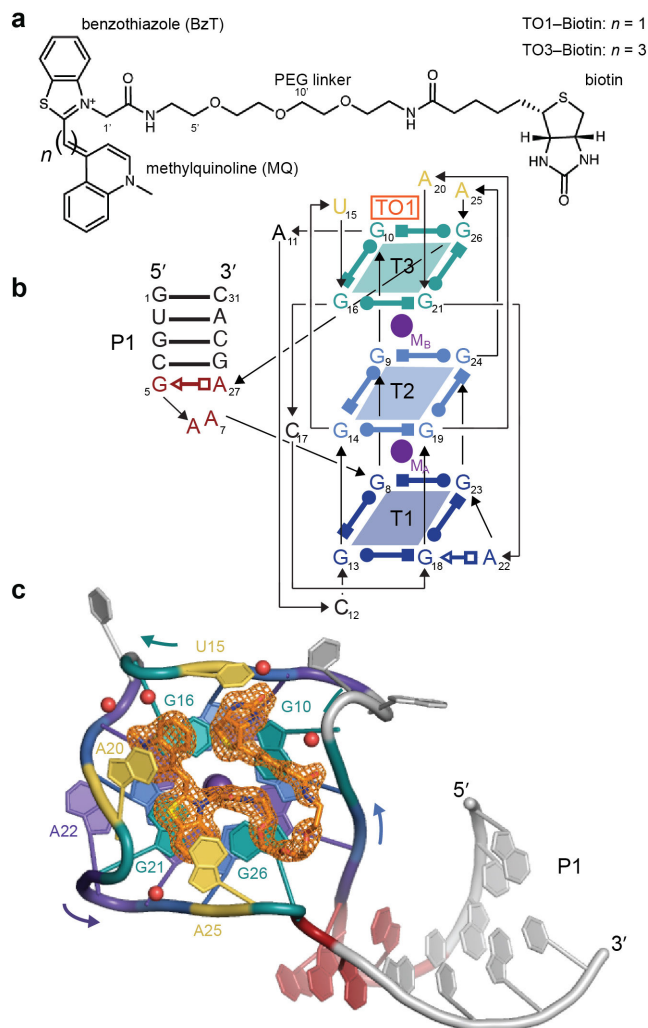 a
benzothiazole (BzT)
TO1–Biotin: n = 1
TO3–Biotin: n = 3
O
PEG linker
10'
O
biotin
S
N+
N
H
O
O
O
N
H
S
1'
5'
H
H
n
( )
methylquinoline (MQ)
HN
NH
N
O
A20
A25
U15
TO1
A11
G10
G26
b
5′
3′
T3
1G
C31
G16
G21
U
A
P1
G
C
MB
C
G
G9
G24
5G
A27
T2
A
A7
C17
G14
G19
MA
G8
G23
T1
G13
G18
A22
C12
c
U15
G16
G10
A20
5′
A22
P1
G21
G26
3′
A25